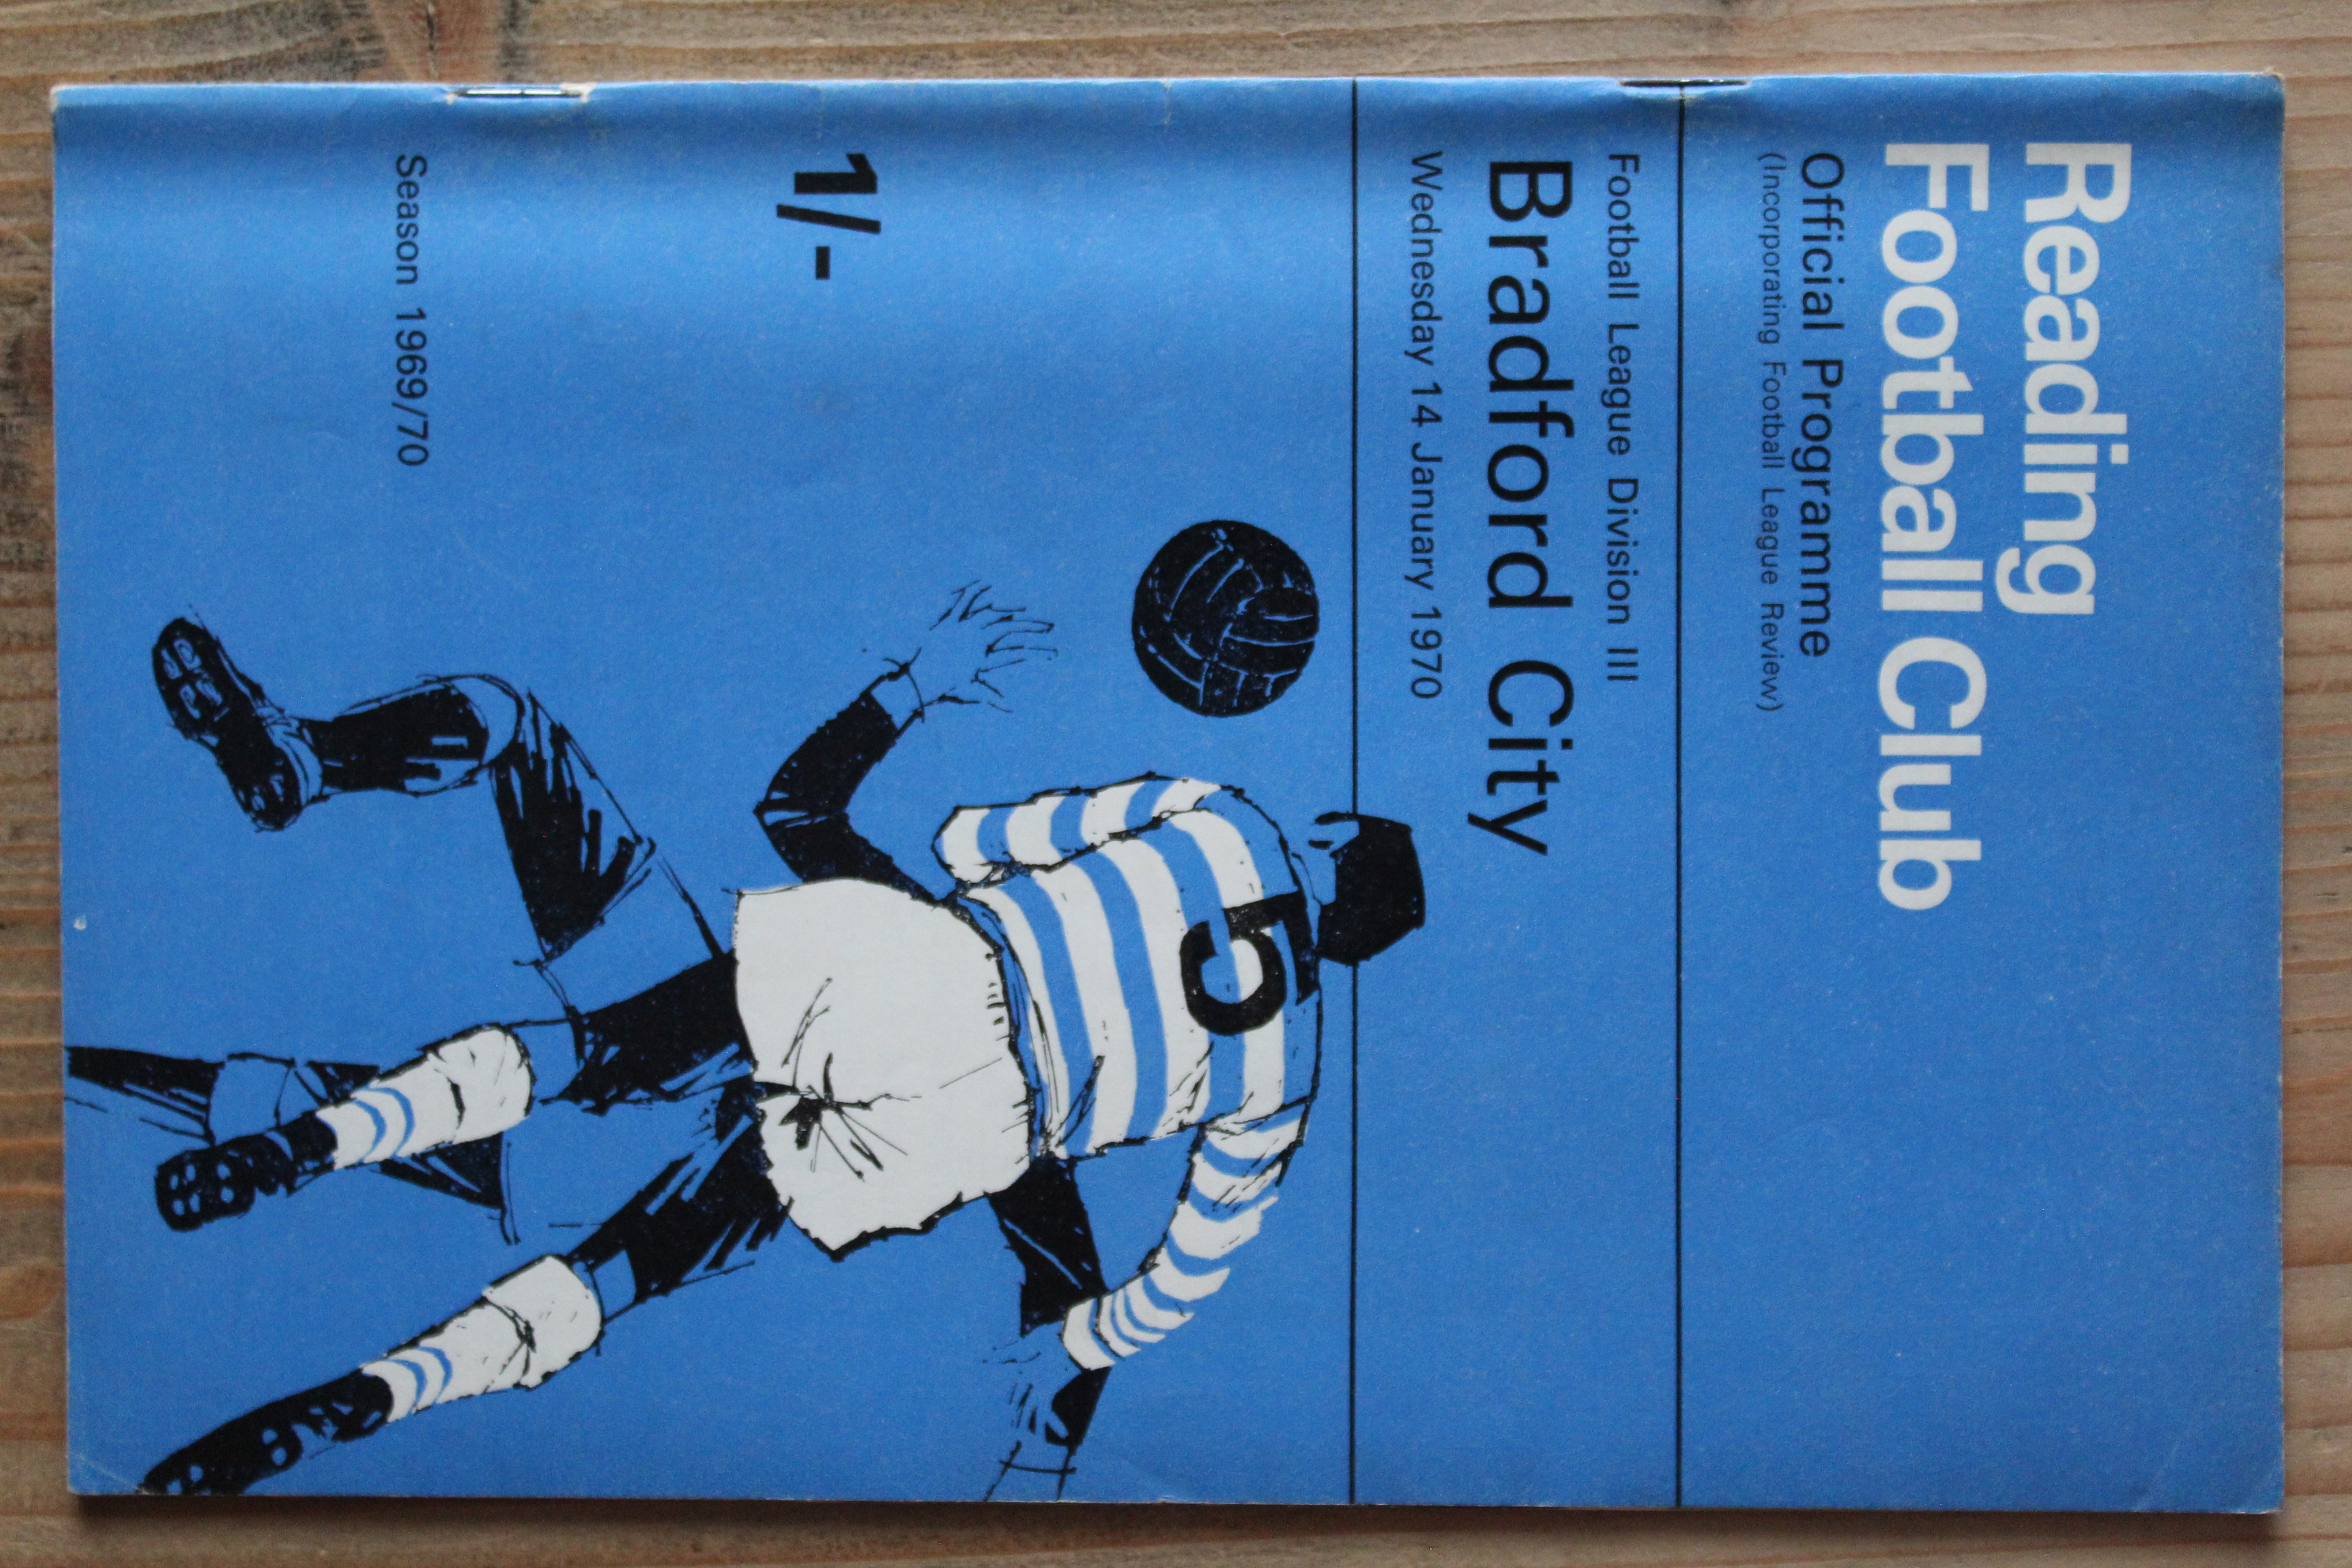 Reading
Football Club
Official Programme
(Incorporating Football League Review)
Football League Division III
Bradford City
Wednesday 14 January 1970
5
1/-
Season 1969/70